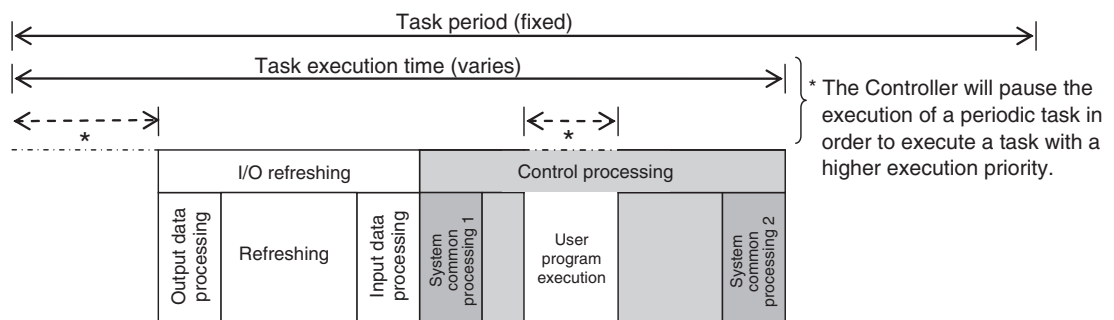 Task period (fixed)
Task execution time (varies)
* The Controller will pause the
execution of a periodic task in
order to execute a task with a
higher execution priority.
*
*
I/O refreshing
Control processing
Output data
processing
Refreshing
Input data
processing
System
common
processing 1
User
program
execution
System
common
processing 2